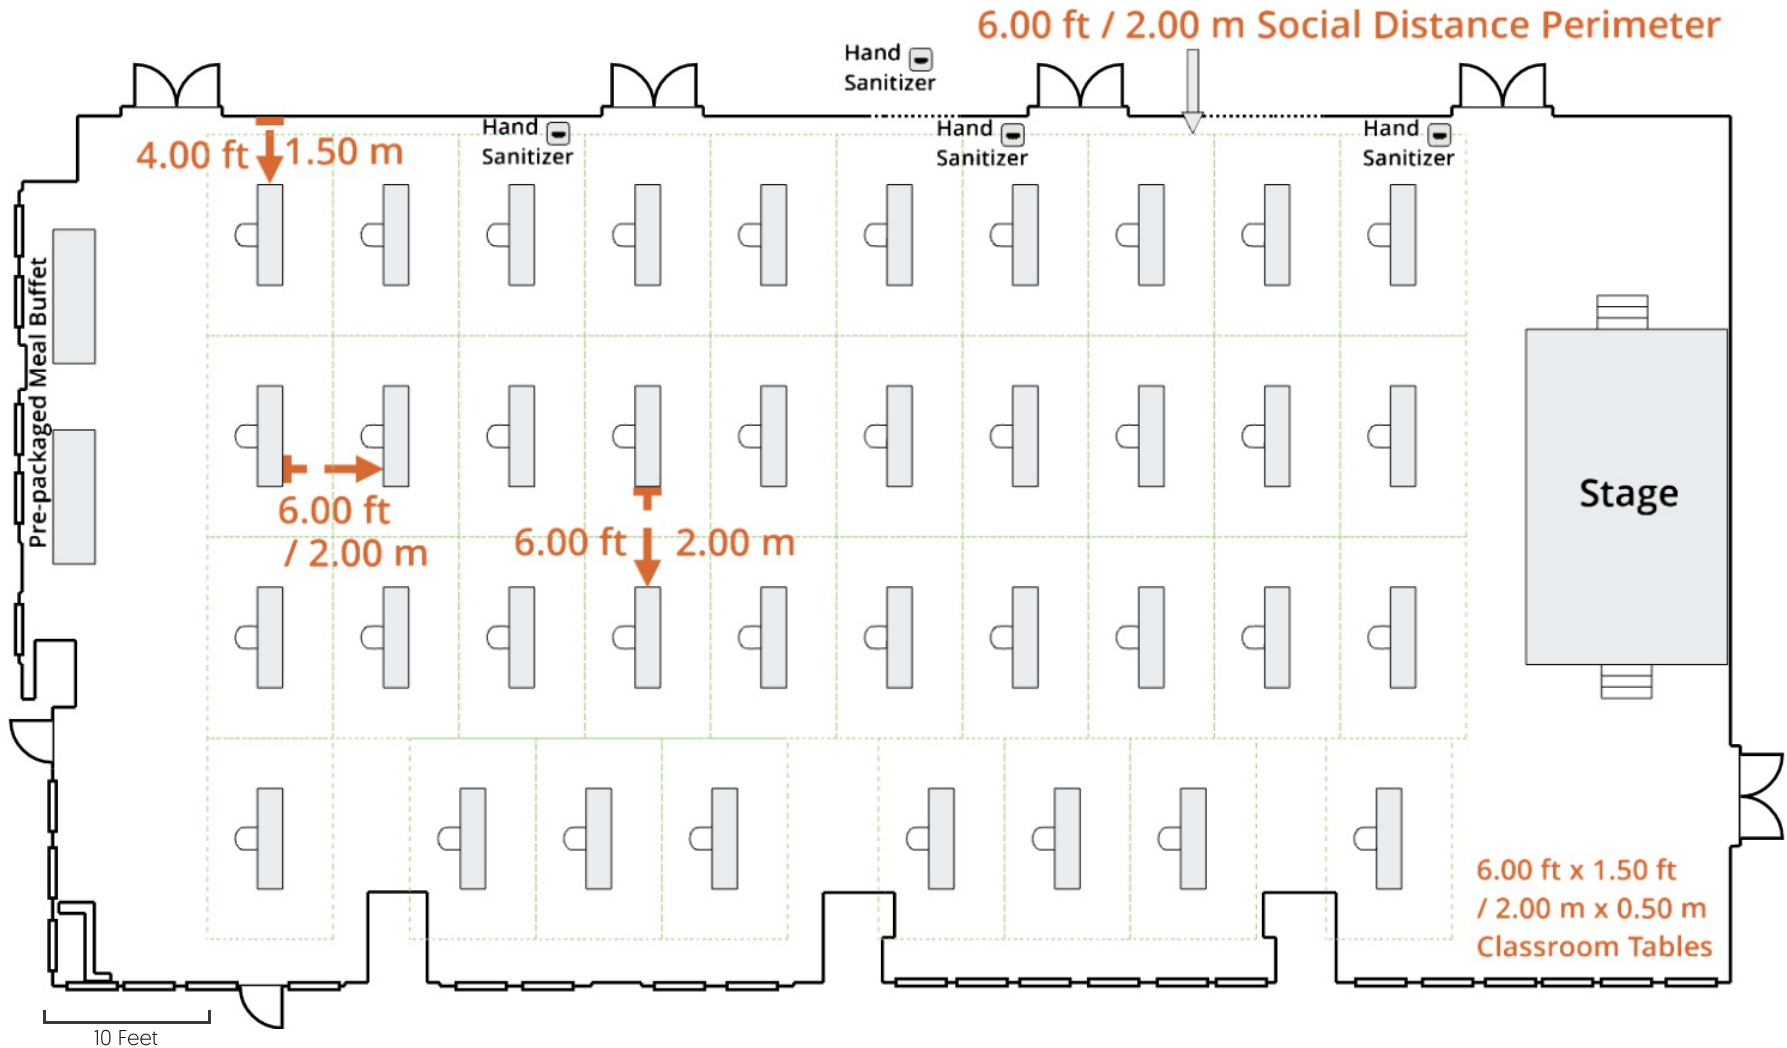 6.00 ft / 2.00 m Social Distance Perimeter
Hand
Sanitizer
4.00 ft
1.50 m
Hand
Sanitizer
Hand
Sanitizer
Hand
Sanitizer
Pre-packaged Meal Buffet
6.00 ft
/ 2.00 m
6.00 ft
2.00 m
Stage
6.00 ft x 1.50 ft
/ 2.00 m x 0.50 m
Classroom Tables
10 Feet